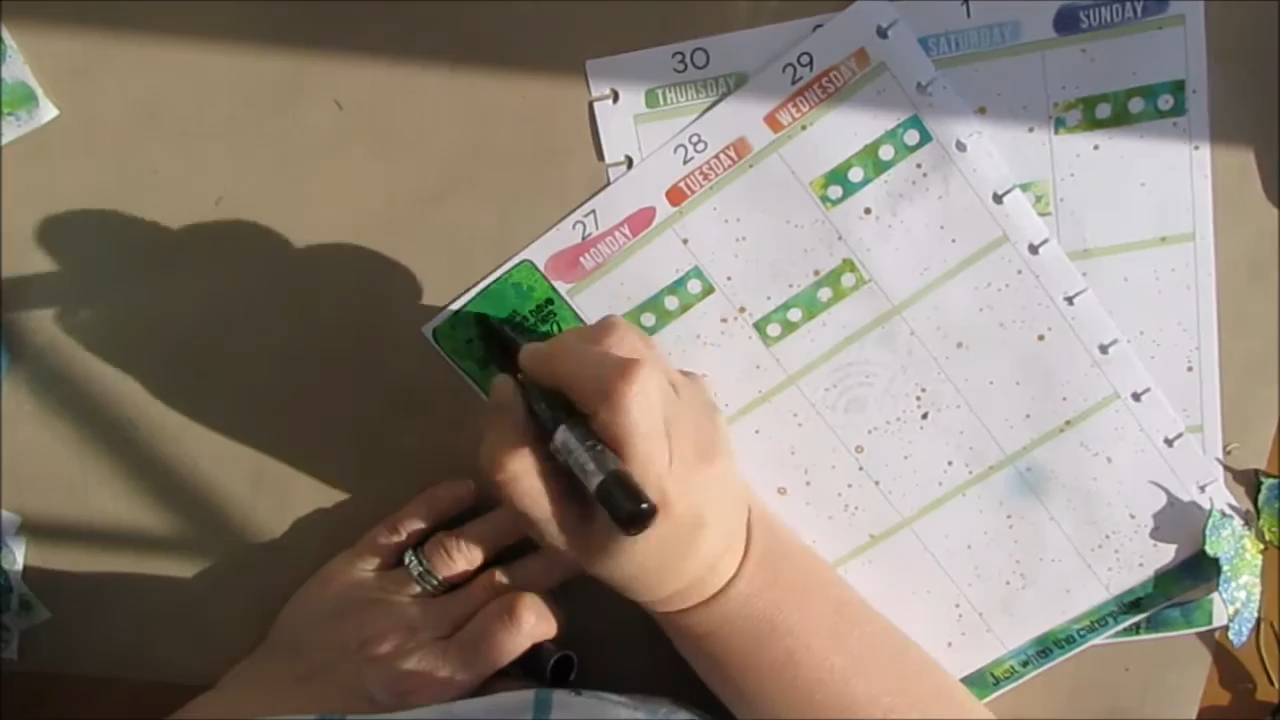 30
THURSDAY
29
WEDNESDAY
28
TUESDAY
27
MONDAY
1
SATURDAY
SUNDAY
Just when the caterpillar